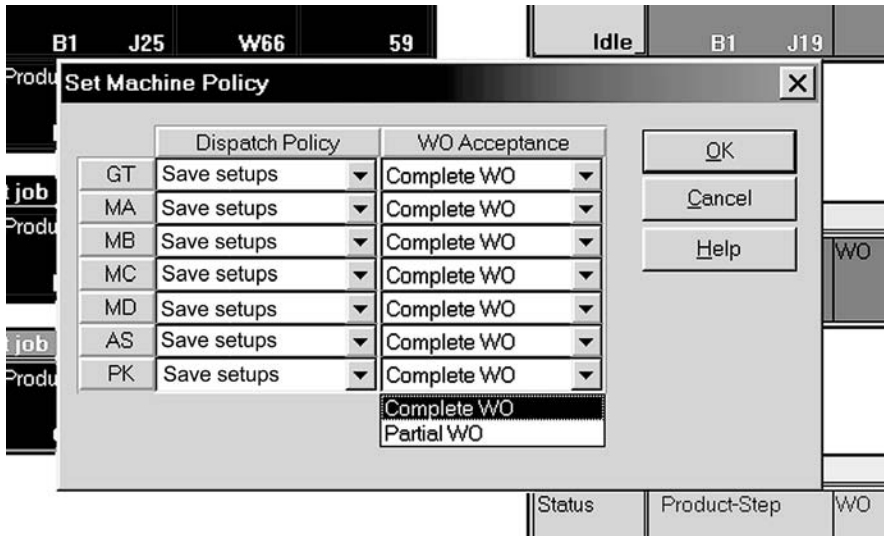 B1 J25 W66 59 Idle B1 J19
Produ Set Machine Policy
Dispatch Policy WO Acceptance OK
GT Save setups Complete WO
t job MA Save setups Complete WO Cancel
Produ
MB Save setups Complete WO Help WO
MC Save setups Complete WO
MD Save setups Complete WO
t job AS Save setups Complete WO
Produ PK Save setups Complete WO
Complete WO
Partial WO
Status Product-Step WO